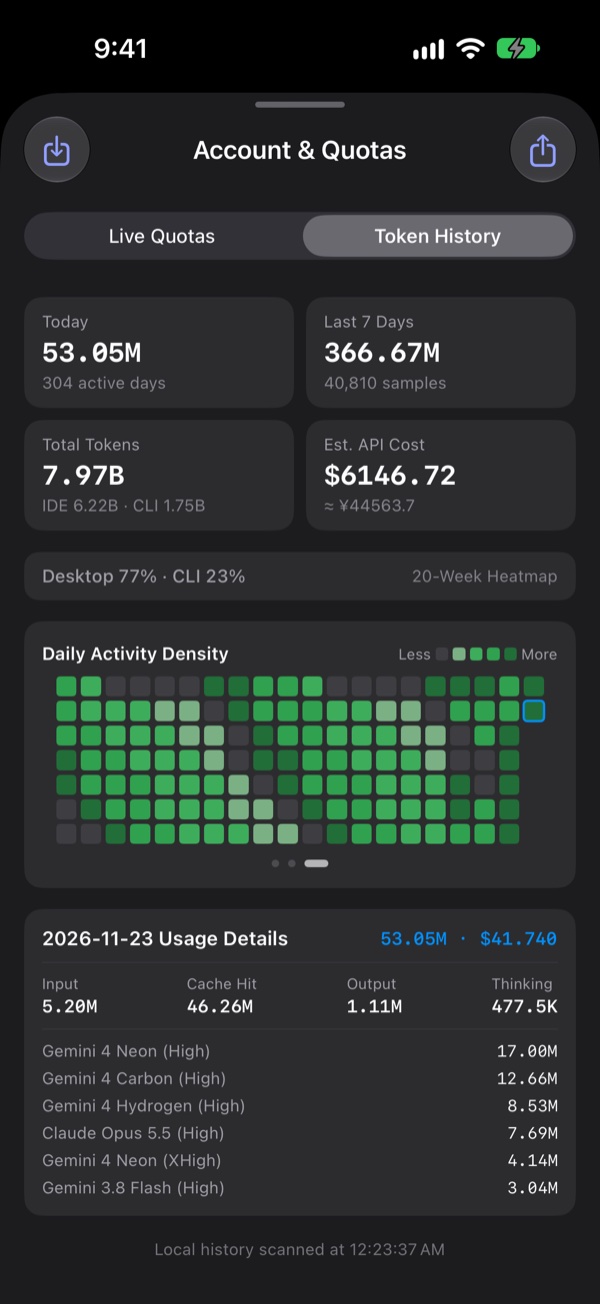 9:41
Account & Quotas
Live Quotas
Token History
Today
53.05M
304 active days
Last 7 Days
366.67M
40,810 samples
Total Tokens
7.97B
IDE 6.22B · CLI 1.75B
Est. API Cost
$6146.72
≈ ¥44563.7
Desktop 77% · CLI 23%
20-Week Heatmap
Daily Activity Density
Less
More
2026-11-23 Usage Details
53.05M · $41.740
Input
5.20M
Cache Hit
46.26M
Output
1.11M
Thinking
477.5K
Gemini 4 Neon (High) 17.00M
Gemini 4 Carbon (High) 12.66M
Gemini 4 Hydrogen (High) 8.53M
Claude Opus 5.5 (High) 7.69M
Gemini 4 Neon (XHigh) 4.14M
Gemini 3.8 Flash (High) 3.04M
Local history scanned at 12:23:37 AM